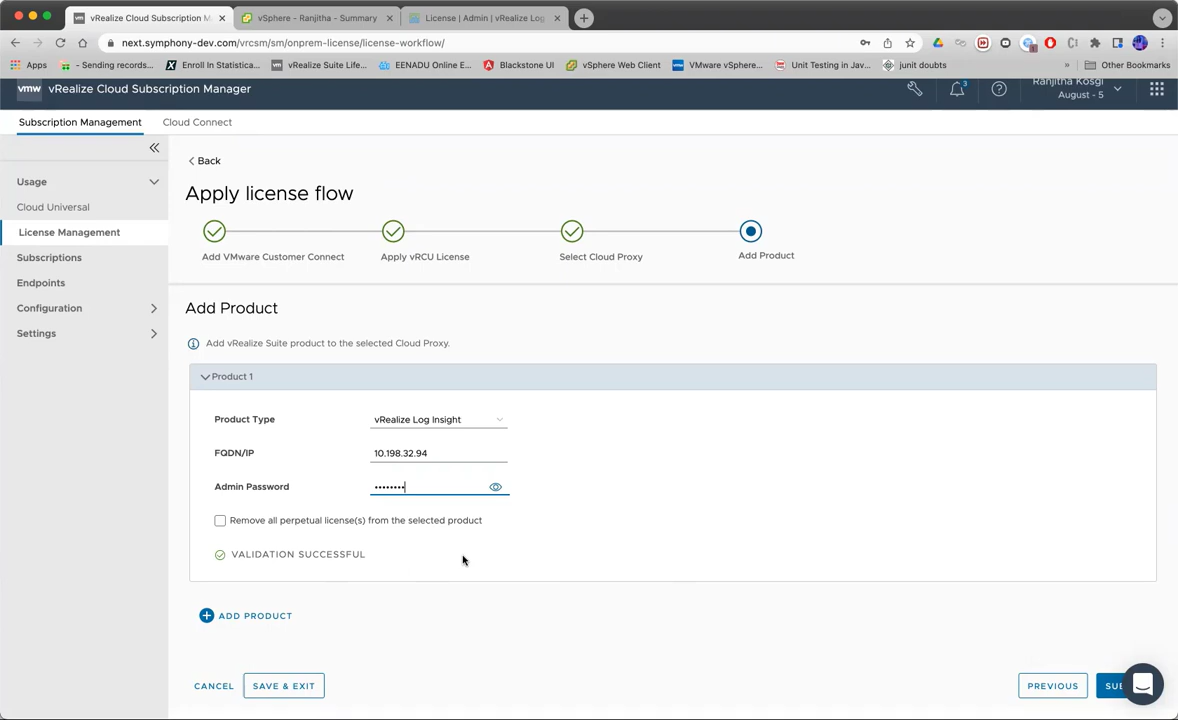 vRealize Cloud Subscription M
vSphere - Ranjitha - Summary
License | Admin | vRealize Log
next.symphony-dev.com/vrcsm/sm/onprem-license/license-workflow/
Apps
- Sending records...
Enroll In Statistica...
vRealize Suite Life...
EENADU Online E...
Blackstone UI
vSphere Web Client
VMware vSphere...
Unit Testing in Jav...
junit doubts
»
Other Bookmarks
vmw
vRealize Cloud Subscription Manager
3
Ranjitha Kosgi
August - 5
Subscription Management
Cloud Connect
Usage
Cloud Universal
License Management
Subscriptions
Endpoints
Configuration
Settings
Back
Apply license flow
Add VMware Customer Connect
Apply vRCU License
Select Cloud Proxy
Add Product
Add Product
Add vRealize Suite product to the selected Cloud Proxy.
Product 1
Product Type
vRealize Log Insight
FQDN/IP
10.198.32.94
Admin Password
••••••••
Remove all perpetual license(s) from the selected product
VALIDATION SUCCESSFUL
ADD PRODUCT
CANCEL
SAVE & EXIT
PREVIOUS
SU